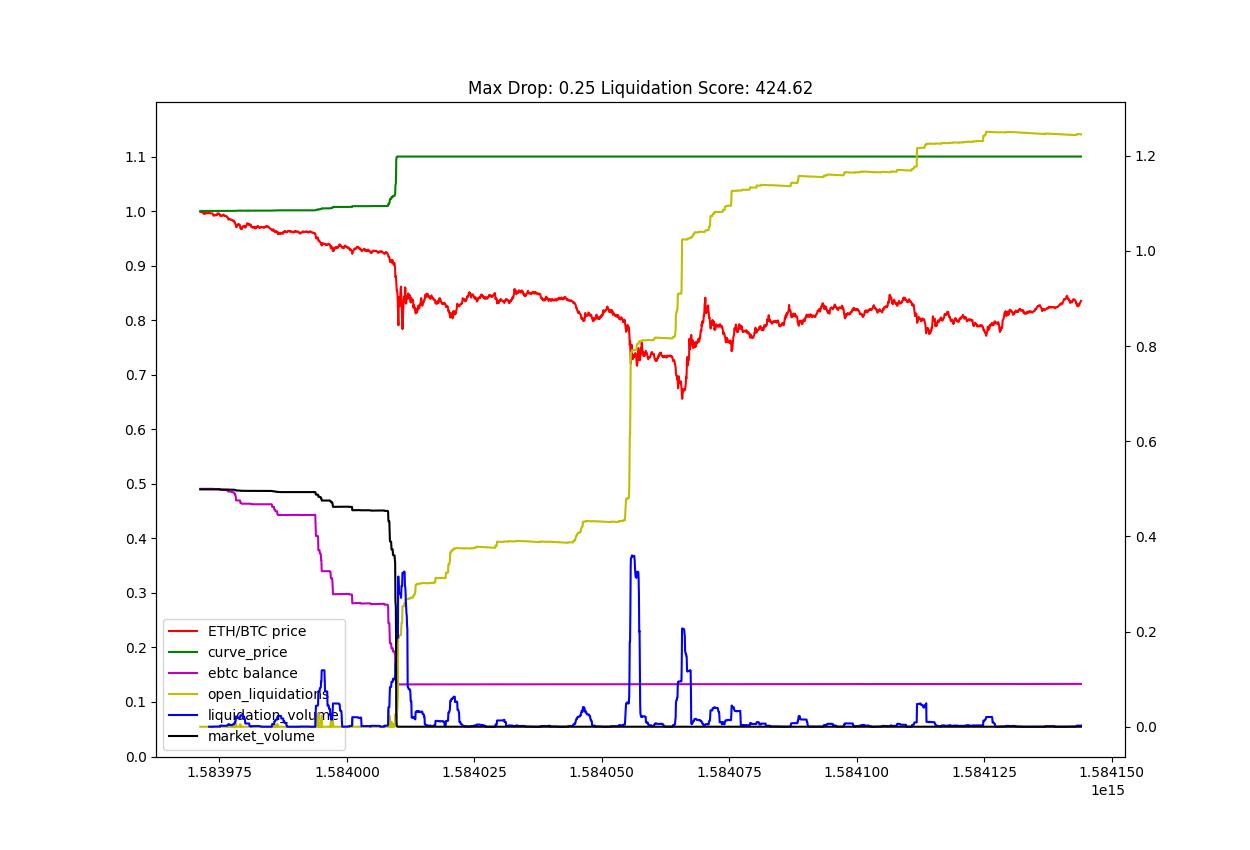 Max Drop: 0.25 Liquidation Score: 424.62
1.1
1.0
0.9
0.8
0.7
0.6
0.5
0.4
0.3
0.2
0.1
0.0
1.2
1.0
0.8
0.6
0.4
0.2
0.0
ETH/BTC price
curve_price
ebtc balance
open_liquidations
liquidation_volume
market_volume
1.583975 1.584000 1.584025 1.584050 1.584075 1.584100 1.584125 1.584150
1e15